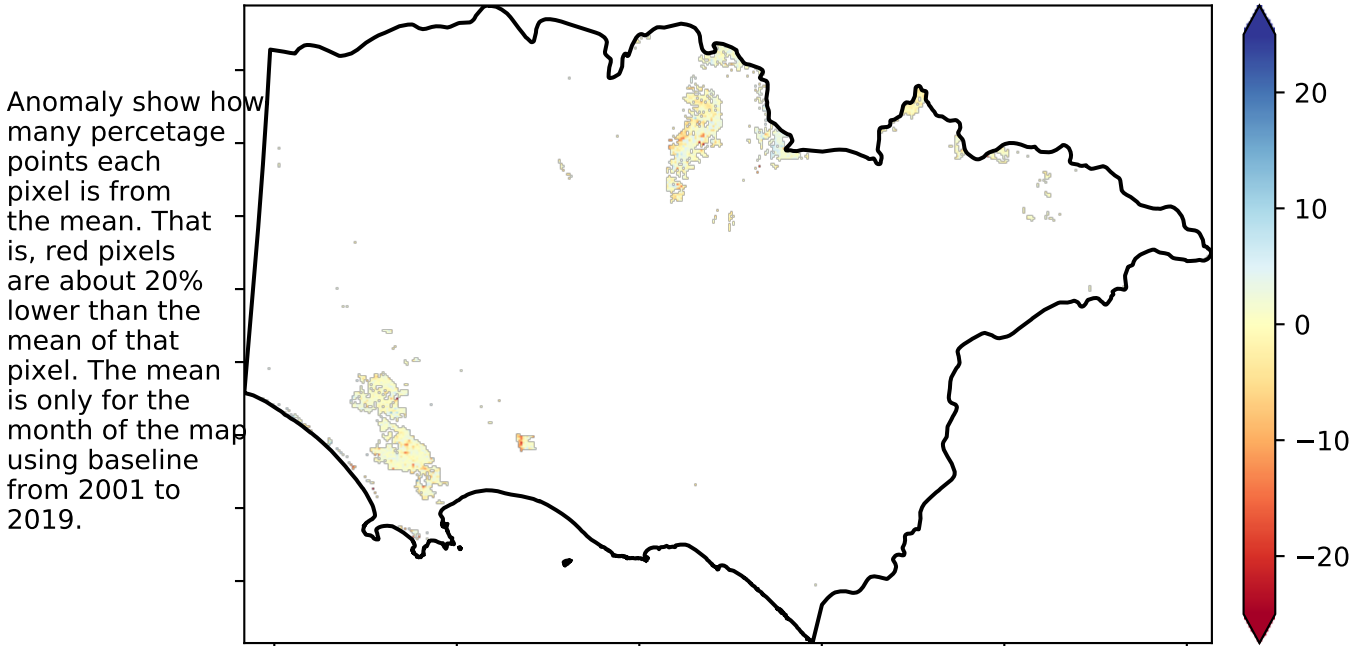 Anomaly show how
many percetage
points each
pixel is from
the mean. That
is, red pixels
are about 20%
lower than the
mean of that
pixel. The mean
is only for the
month of the map
using baseline
from 2001 to
2019.
20
10
0
−10
−20